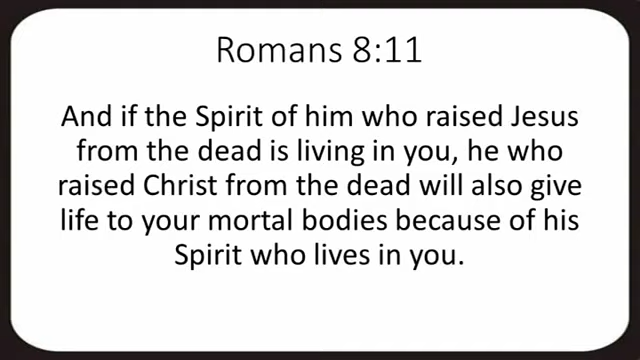 Romans 8:11
And if the Spirit of him who raised Jesus
from the dead is living in you, he who
raised Christ from the dead will also give
life to your mortal bodies because of his
Spirit who lives in you.